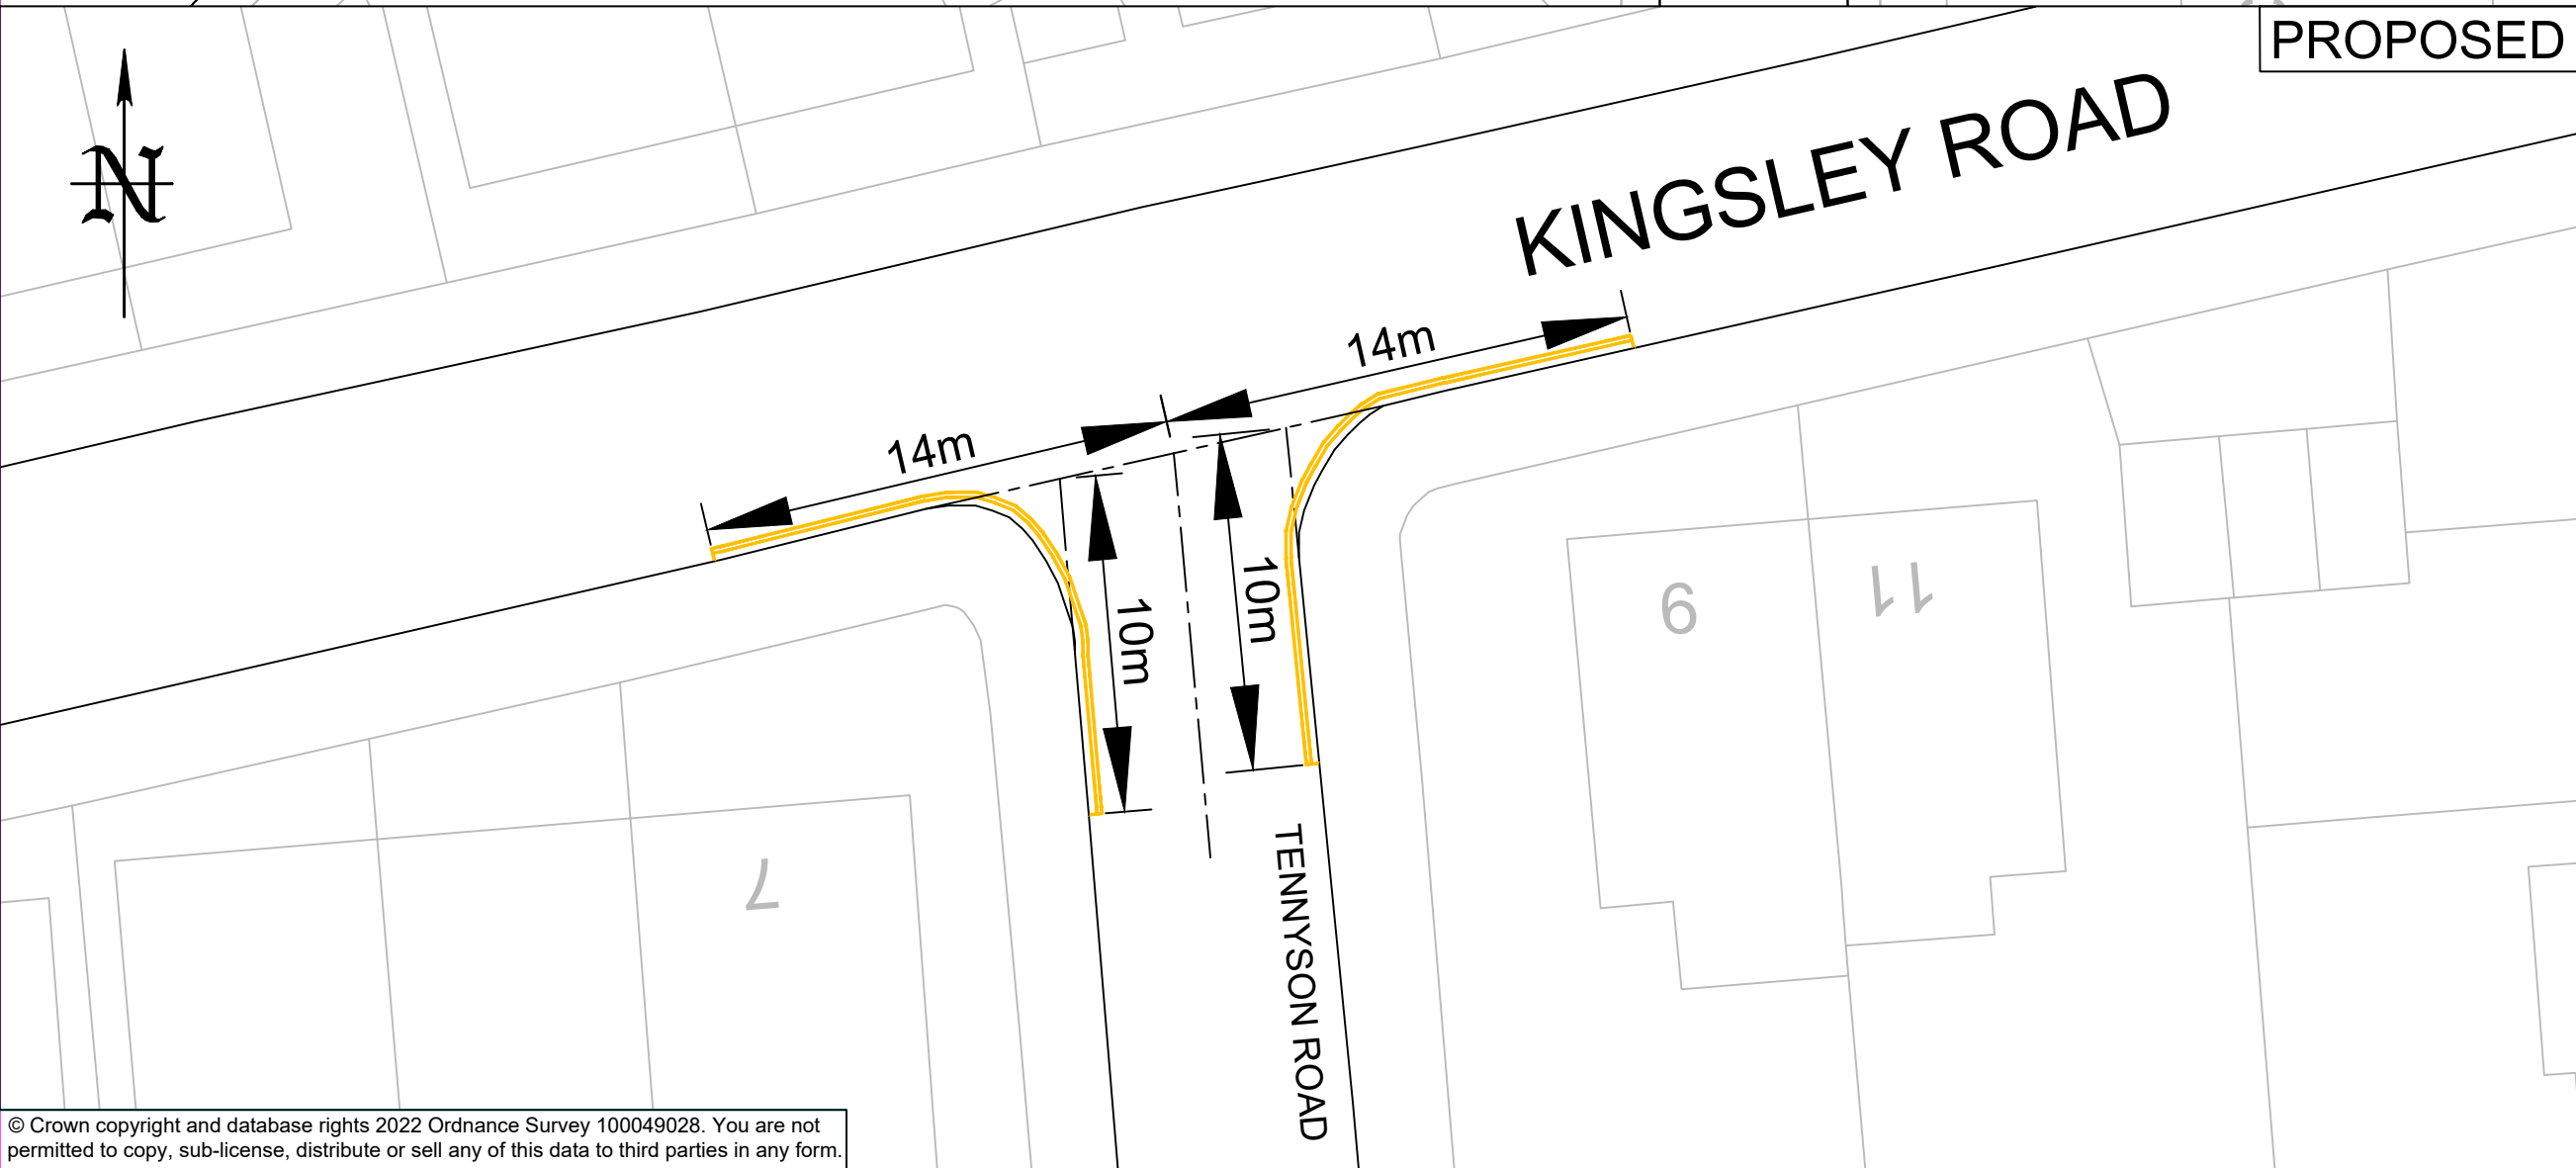 PROPOSED
N
KINGSLEY ROAD
14m
14m
10m
10m
9
11
7
TENNYSON ROAD
© Crown copyright and database rights 2022 Ordnance Survey 100049028. You are not
permitted to copy, sub-license, distribute or sell any of this data to third parties in any form.